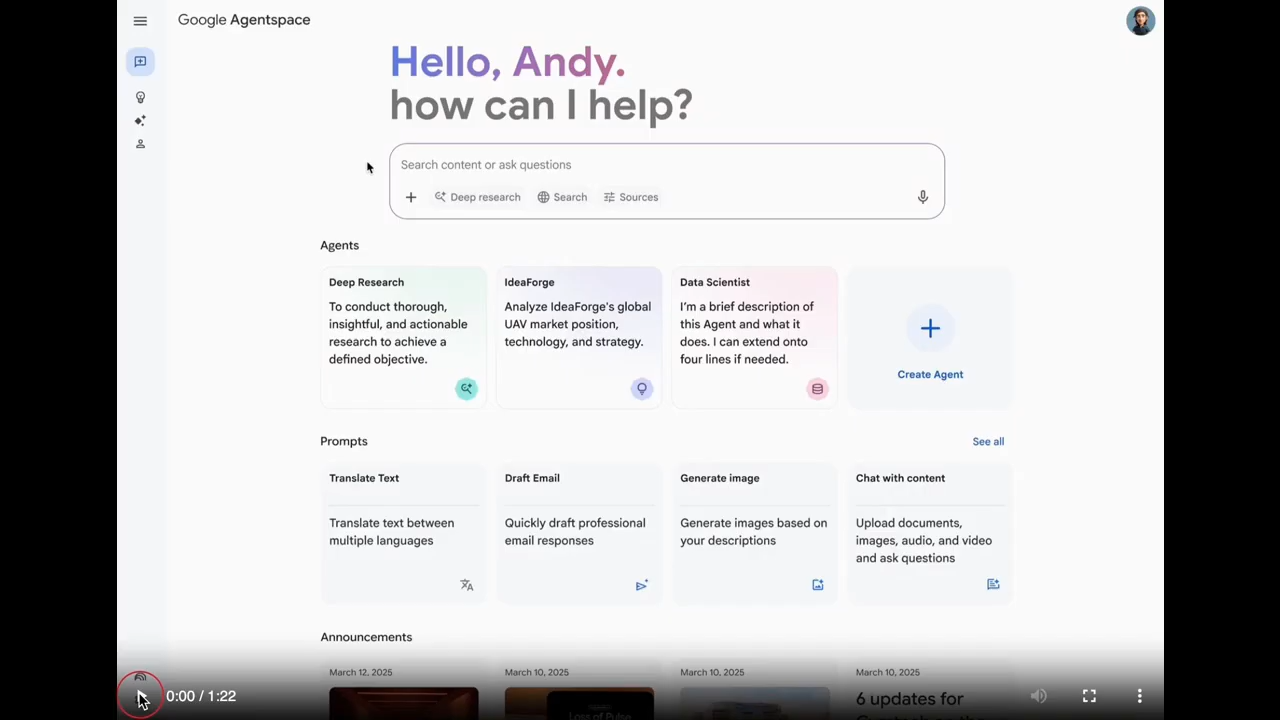 Google Agentspace
Hello, Andy.
how can I help?
Search content or ask questions
Deep research
Search
Sources
Agents
Deep Research
To conduct thorough,
insightful, and actionable
research to achieve a
defined objective.
IdeaForge
Analyze IdeaForge's global
UAV market position,
technology, and strategy.
Data Scientist
I'm a brief description of
this Agent and what it
does. I can extend onto
four lines if needed.
Create Agent
Prompts
See all
Translate Text
Translate text between
multiple languages
Draft Email
Quickly draft professional
email responses
Generate image
Generate images based on
your descriptions
Chat with content
Upload documents,
images, audio, and video
and ask questions
Announcements
March 12, 2025
March 10, 2025
March 10, 2025
March 10, 2025
Loss of Pulse
6 updates for
0:00 / 1:22